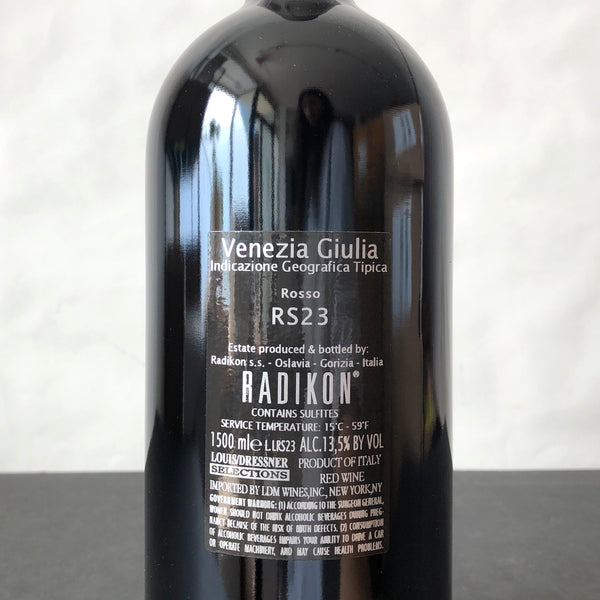 Venezia Giulia
Indicazione Geografica Tipica
Rosso
RS23
Estate produced & bottled by:
Radikon s.s. - Oslavia - Gorizia - Italia
RADIKON®
CONTAINS SULFITES
SERVICE TEMPERATURE: 15°C - 59°F
1500 ml℮ L.LRS23 ALC.13,5% BY VOL
LOUIS/DRESSNER PRODUCT OF ITALY
SELECTIONS RED WINE
IMPORTED BY LDM WINES,INC., NEW YORK,NY
GOVERNMENT WARNING: (1) ACCORDING TO THE SURGEON GENERAL,
WOMEN SHOULD NOT DRINK ALCOHOLIC BEVERAGES DURING PREG-
NANCY BECAUSE OF THE RISK OF BIRTH DEFECTS. (2) CONSUMPTION
OF ALCOHOLIC BEVERAGES IMPAIRS YOUR ABILITY TO DRIVE A CAR
OR OPERATE MACHINERY, AND MAY CAUSE HEALTH PROBLEMS.